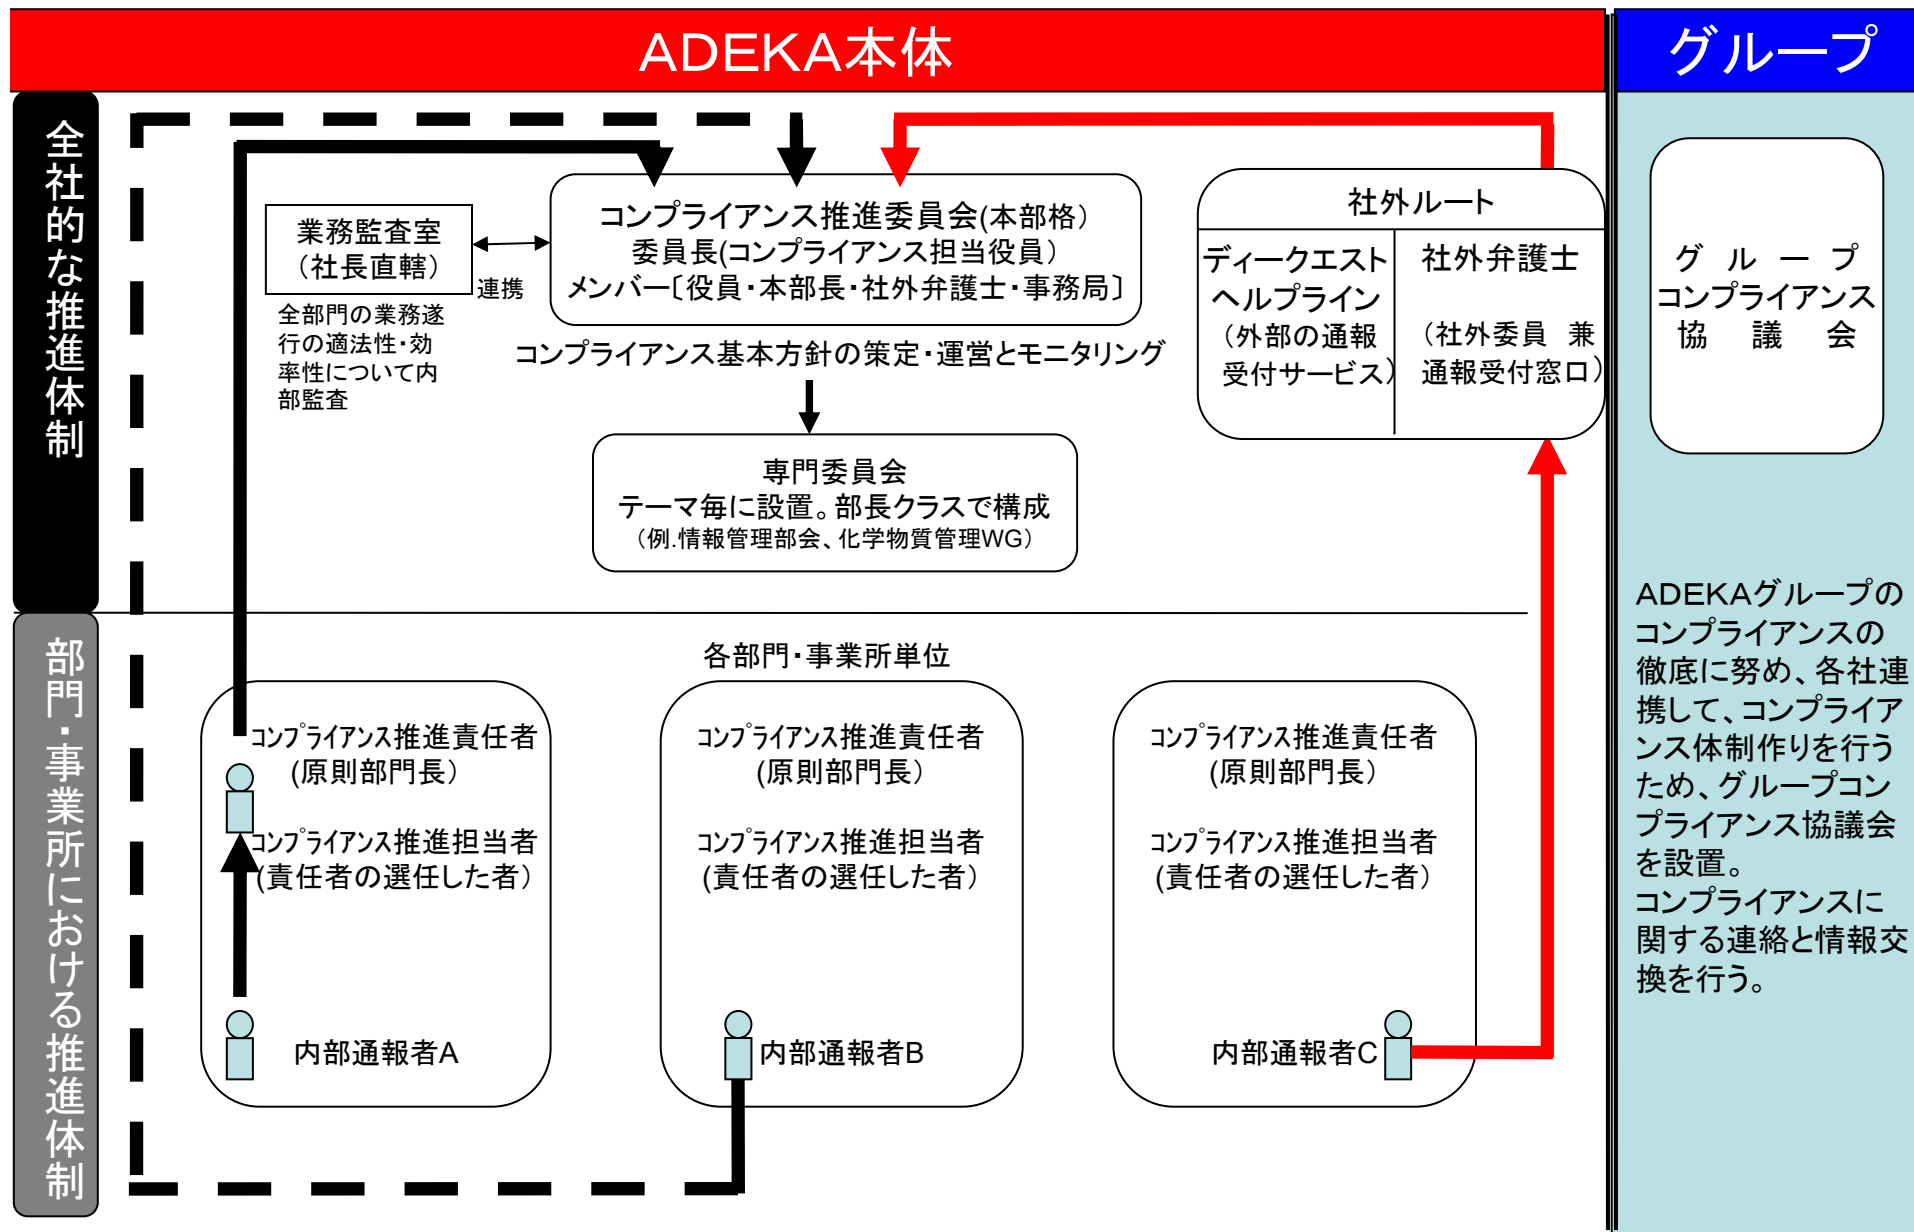 ADEKA本体
グループ
全社的な推進体制
業務監査室
（社長直轄）
連携
全部門の業務遂
行の適法性・効
率性について内
部監査
コンプライアンス推進委員会(本部格)
委員長(コンプライアンス担当役員)
メンバー〔役員・本部長・社外弁護士・事務局〕
コンプライアンス基本方針の策定・運営とモニタリング
専門委員会
テーマ毎に設置。部長クラスで構成
（例.情報管理部会、化学物質管理WG）
社外ルート
ディークエスト
ヘルプライン
（外部の通報
受付サービス）
社外弁護士
（社外委員　兼
通報受付窓口）
グループ
コンプライアンス
協議会
部門・事業所における推進体制
各部門・事業所単位
ｺﾝﾌﾟﾗｲｱﾝｽ推進責任者
(原則部門長)
ｺﾝﾌﾟﾗｲｱﾝｽ推進担当者
(責任者の選任した者)
内部通報者A
ｺﾝﾌﾟﾗｲｱﾝｽ推進責任者
(原則部門長)
ｺﾝﾌﾟﾗｲｱﾝｽ推進担当者
(責任者の選任した者)
内部通報者B
ｺﾝﾌﾟﾗｲｱﾝｽ推進責任者
(原則部門長)
ｺﾝﾌﾟﾗｲｱﾝｽ推進担当者
(責任者の選任した者)
内部通報者C
ADEKAグループの
コンプライアンスの
徹底に努め、各社連
携して、コンプライア
ンス体制作りを行う
ため、グループコン
プライアンス協議会
を設置。
コンプライアンスに
関する連絡と情報交
換を行う。